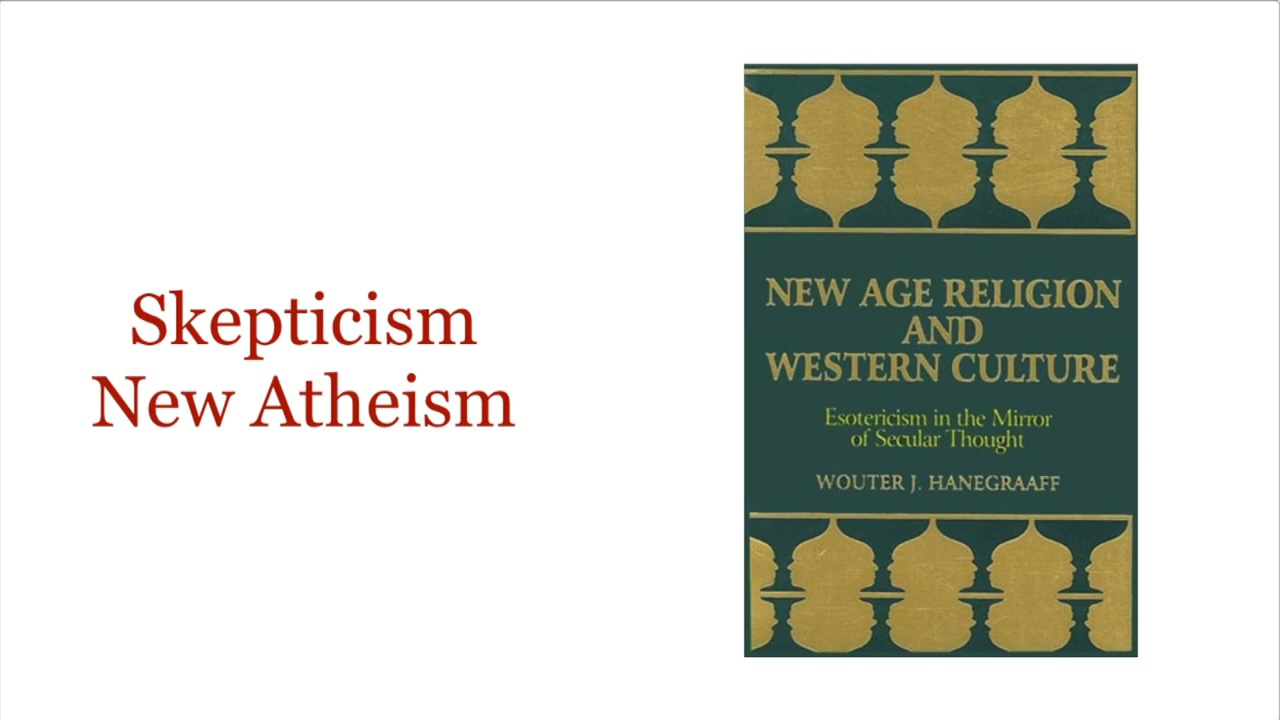 Skepticism
New Atheism
NEW AGE RELIGION
AND
WESTERN CULTURE
Esotericism in the Mirror
of Secular Thought
WOUTER J. HANEGRAAFF